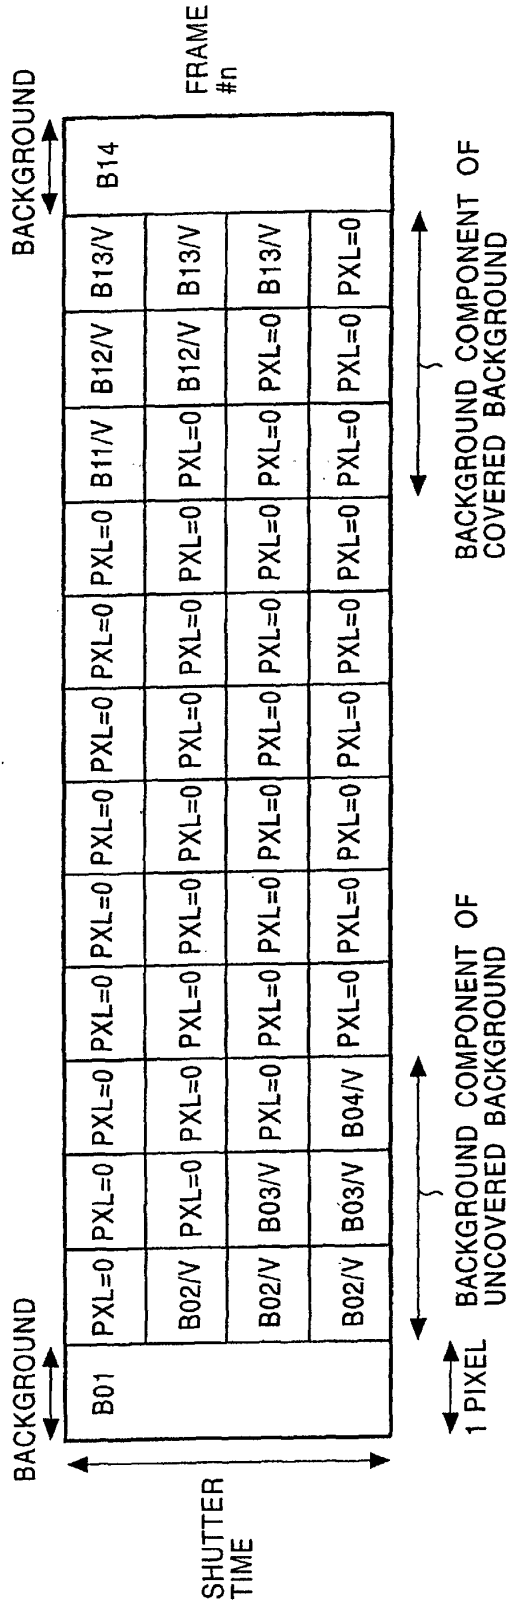 BACKGROUND
BACKGROUND
FRAME
#n
B01 PXL=0 PXL=0 PXL=0 PXL=0 PXL=0 PXL=0 PXL=0 PXL=0 PXL=0 B11/V B12/V B13/V B14
B02/V PXL=0 PXL=0 PXL=0 PXL=0 PXL=0 PXL=0 PXL=0 PXL=0 PXL=0 B12/V B13/V
B02/V B03/V PXL=0 PXL=0 PXL=0 PXL=0 PXL=0 PXL=0 PXL=0 PXL=0 PXL=0 B13/V
B02/V B03/V B04/V PXL=0 PXL=0 PXL=0 PXL=0 PXL=0 PXL=0 PXL=0 PXL=0 PXL=0
SHUTTER
TIME
1 PIXEL
BACKGROUND COMPONENT OF
UNCOVERED BACKGROUND
BACKGROUND COMPONENT OF
COVERED BACKGROUND